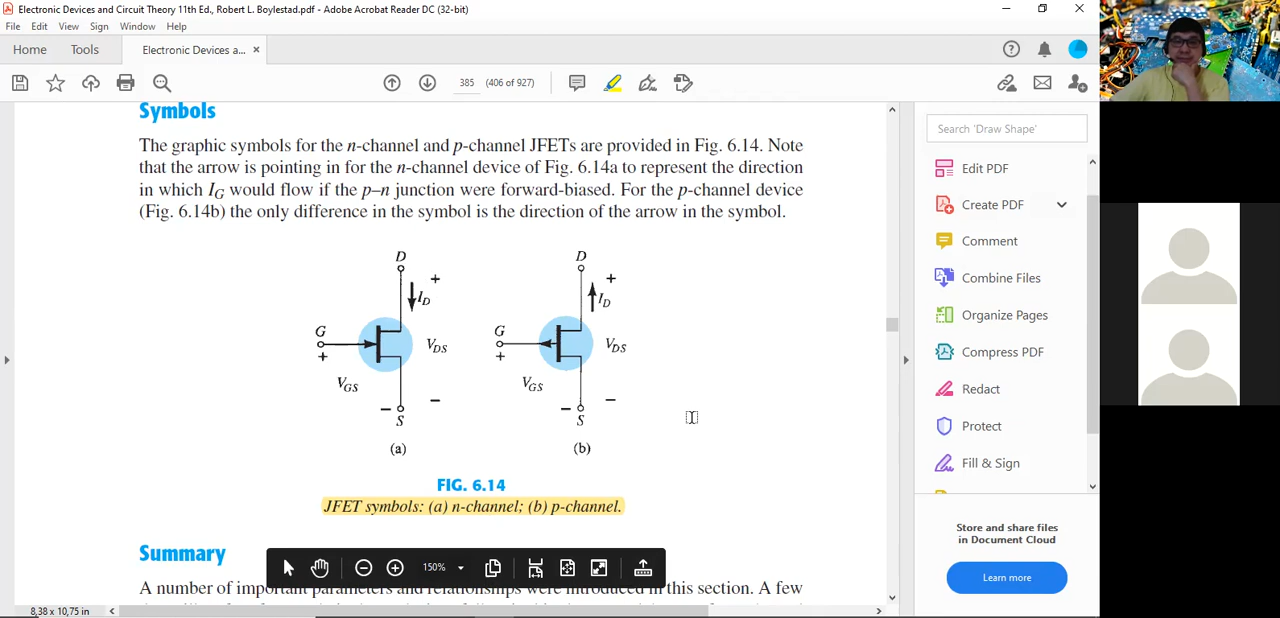 Electronic Devices and Circuit Theory 11th Ed., Robert L. Boylestad.pdf - Adobe Acrobat Reader DC (32-bit)
File Edit View Sign Window Help
Home Tools Electronic Devices a... ×
385 (406 of 927)
Symbols
The graphic symbols for the n-channel and p-channel JFETs are provided in Fig. 6.14. Note
that the arrow is pointing in for the n-channel device of Fig. 6.14a to represent the direction
in which IG would flow if the p–n junction were forward-biased. For the p-channel device
(Fig. 6.14b) the only difference in the symbol is the direction of the arrow in the symbol.
D D
+ +
ID ID
G G
VDS VDS
+ +
VGS VGS
– – – –
S S
(a) (b)
FIG. 6.14
JFET symbols: (a) n-channel; (b) p-channel.
Summary
A number of important parameters and relationships were introduced in this section. A few
150%
8,38 x 10,75 in
Search 'Draw Shape'
Edit PDF
Create PDF
Comment
Combine Files
Organize Pages
Compress PDF
Redact
Protect
Fill & Sign
Store and share files
in Document Cloud
Learn more